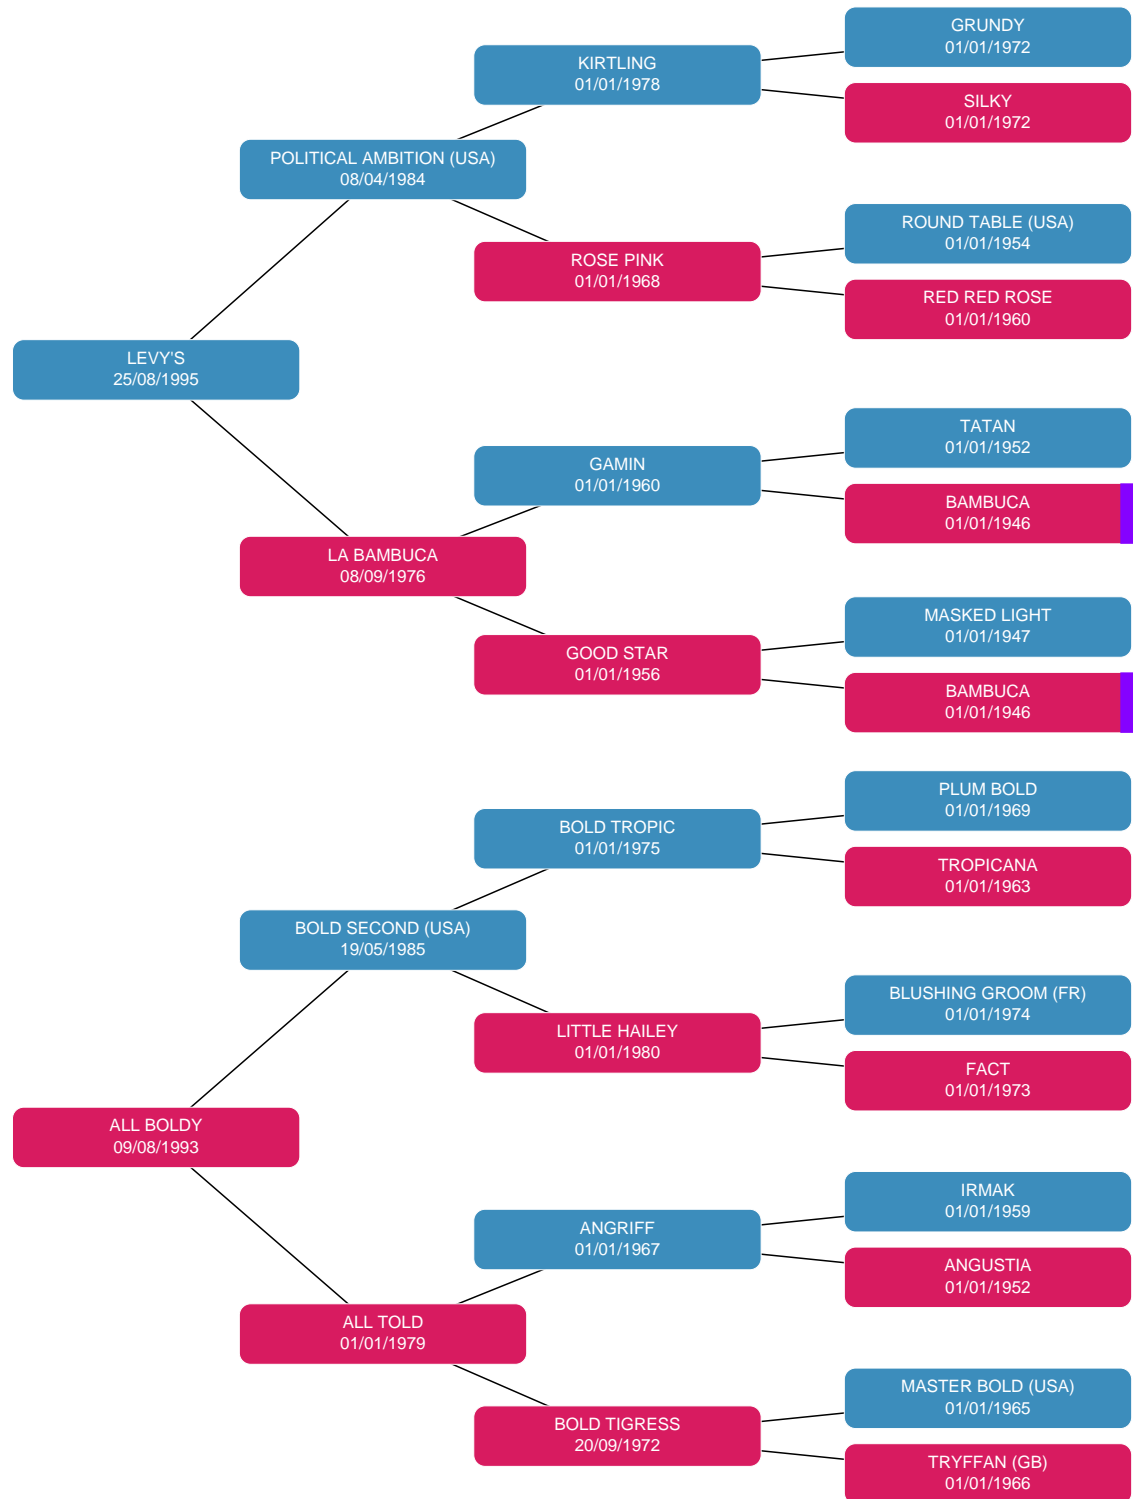 GRUNDY
01/01/1972
KIRTLING
01/01/1978
SILKY
01/01/1972
POLITICAL AMBITION (USA)
08/04/1984
ROUND TABLE (USA)
01/01/1954
ROSE PINK
01/01/1968
RED RED ROSE
01/01/1960
LEVY'S
25/08/1995
TATAN
01/01/1952
GAMIN
01/01/1960
BAMBUCA
01/01/1946
LA BAMBUCA
08/09/1976
MASKED LIGHT
01/01/1947
GOOD STAR
01/01/1956
BAMBUCA
01/01/1946
PLUM BOLD
01/01/1969
BOLD TROPIC
01/01/1975
TROPICANA
01/01/1963
BOLD SECOND (USA)
19/05/1985
BLUSHING GROOM (FR)
01/01/1974
LITTLE HAILEY
01/01/1980
FACT
01/01/1973
ALL BOLDY
09/08/1993
IRMAK
01/01/1959
ANGRIFF
01/01/1967
ANGUSTIA
01/01/1952
ALL TOLD
01/01/1979
MASTER BOLD (USA)
01/01/1965
BOLD TIGRESS
20/09/1972
TRYFFAN (GB)
01/01/1966